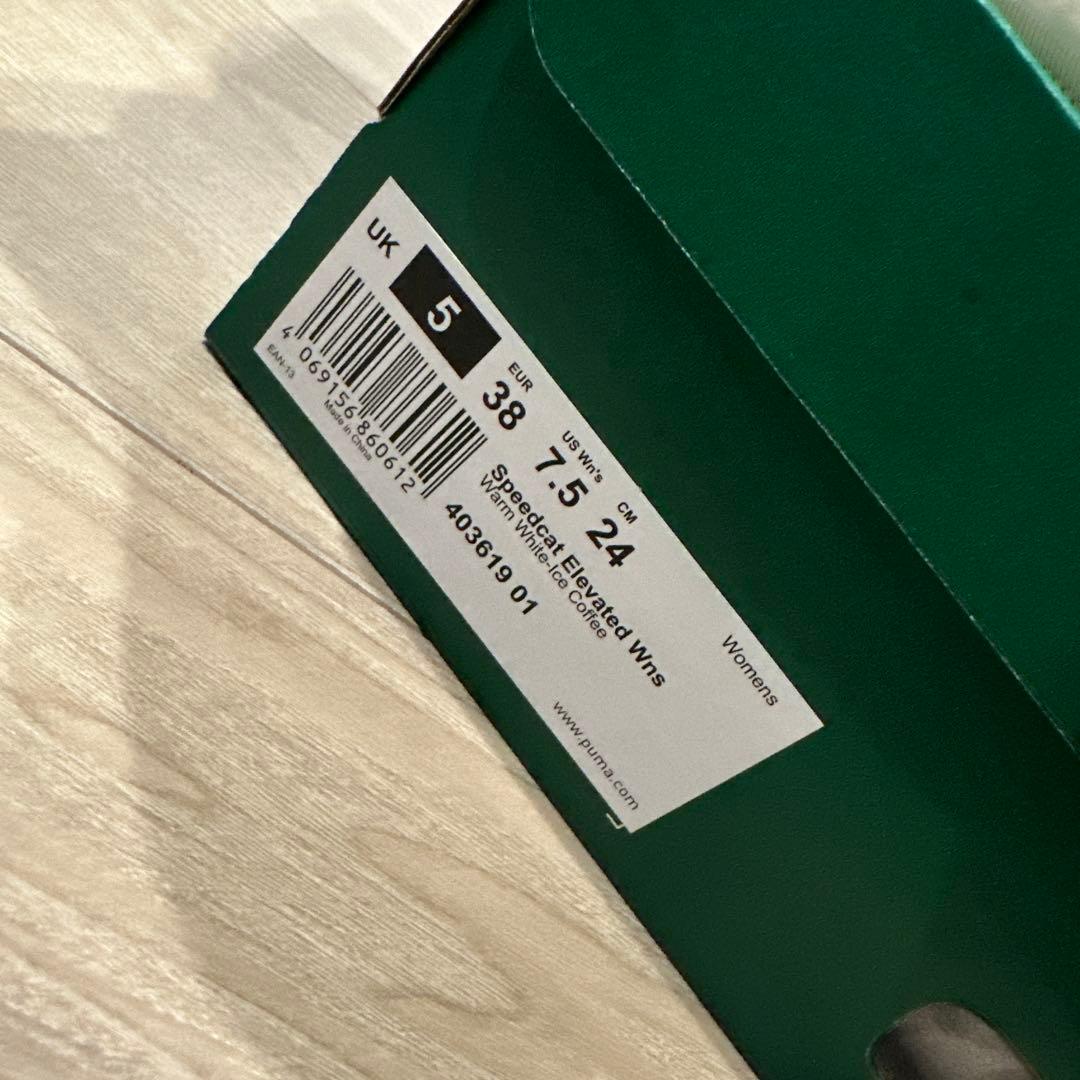 UK 5
EUR 38
US Wn's 7.5
CM 24
4 069156 860612
EAN-13
Made in China
Speedcat Elevated Wns
Warm White-Ice Coffee
403619 01
Womens
www.puma.com